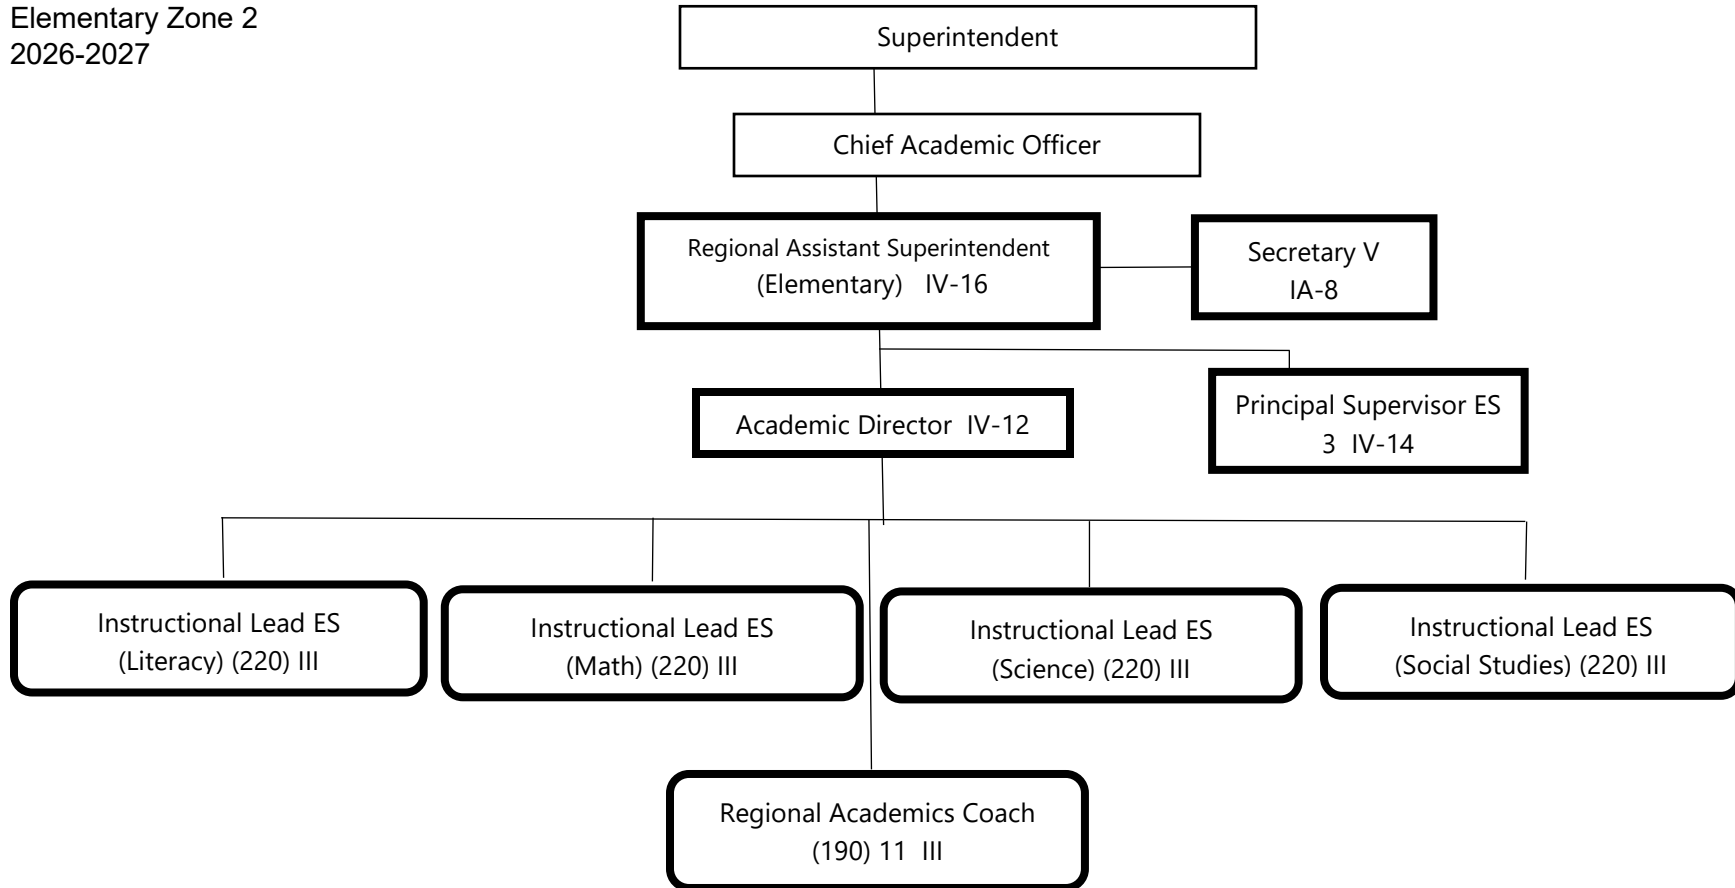 Elementary Zone 2
2026-2027
Superintendent
Chief Academic Officer
Regional Assistant Superintendent
(Elementary) IV-16
Secretary V
IA-8
Academic Director IV-12
Principal Supervisor ES
3 IV-14
Instructional Lead ES
(Literacy) (220) III
Instructional Lead ES
(Math) (220) III
Instructional Lead ES
(Science) (220) III
Instructional Lead ES
(Social Studies) (220) III
Regional Academics Coach
(190) 11 III